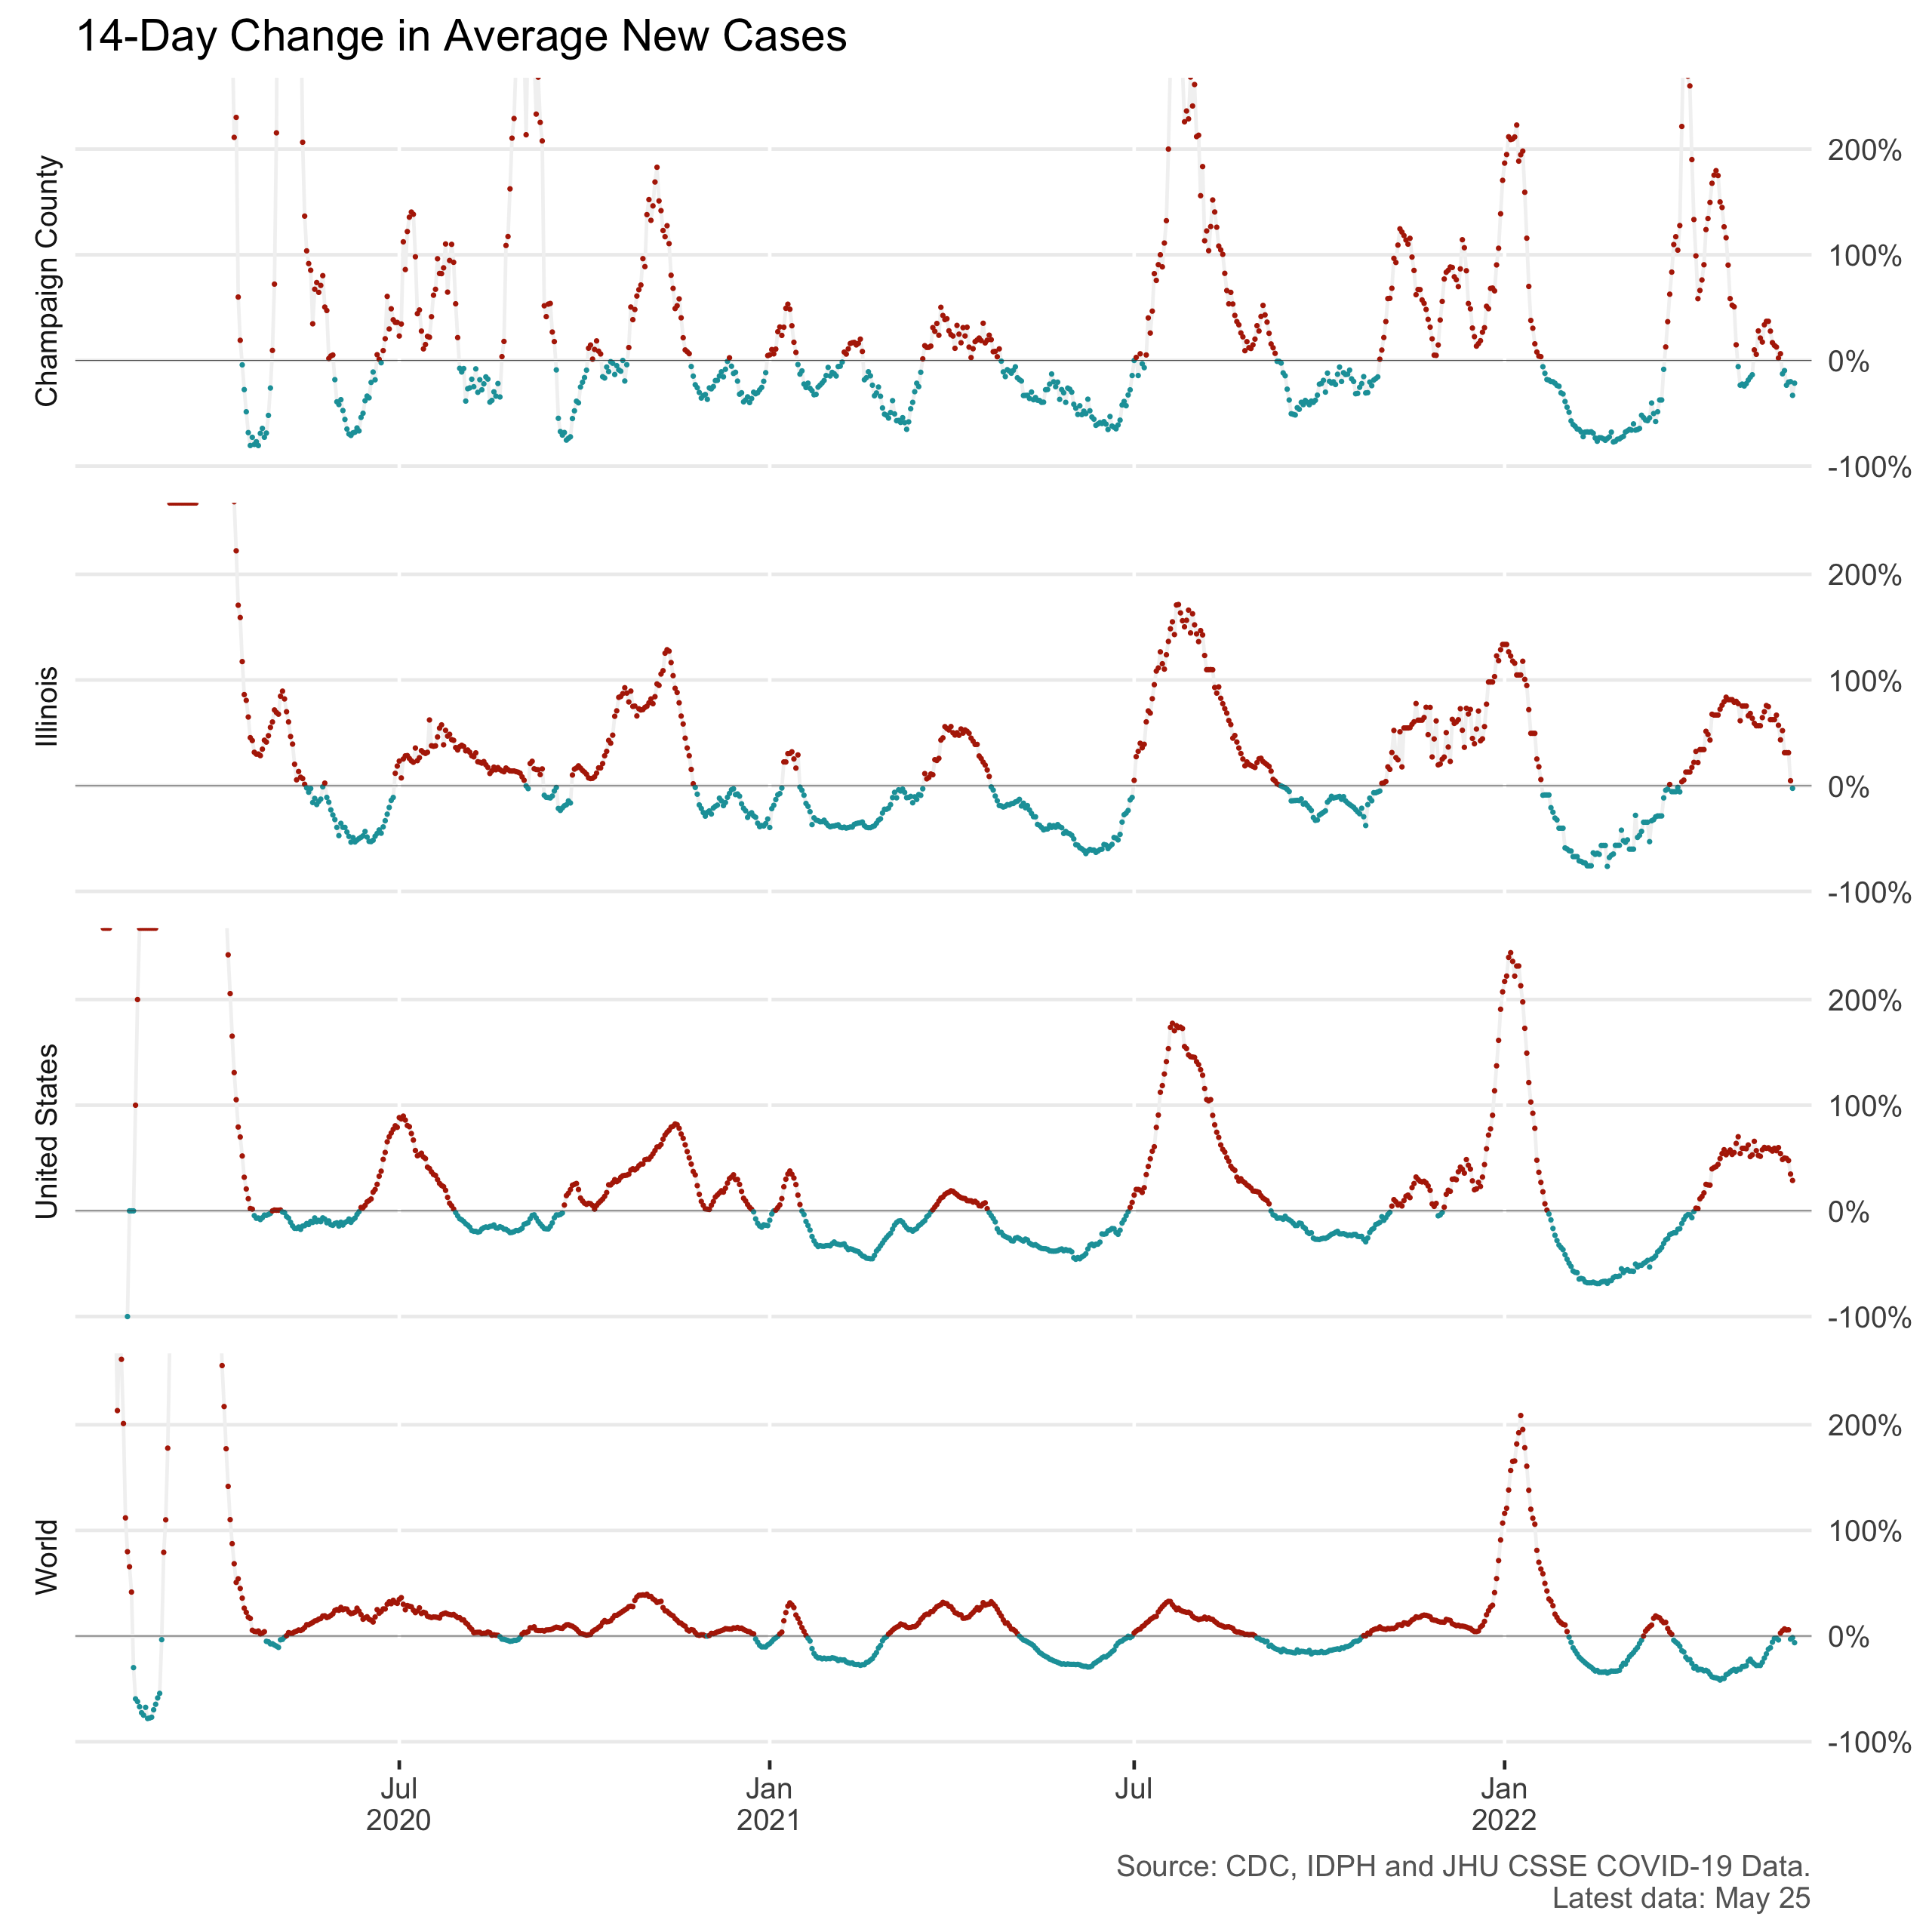 14-Day Change in Average New Cases
Champaign County
200%
100%
0%
-100%
Illinois
200%
100%
0%
-100%
United States
200%
100%
0%
-100%
World
200%
100%
0%
-100%
Jul
2020
Jan
2021
Jul
Jan
2022
Source: CDC, IDPH and JHU CSSE COVID-19 Data.
Latest data: May 25